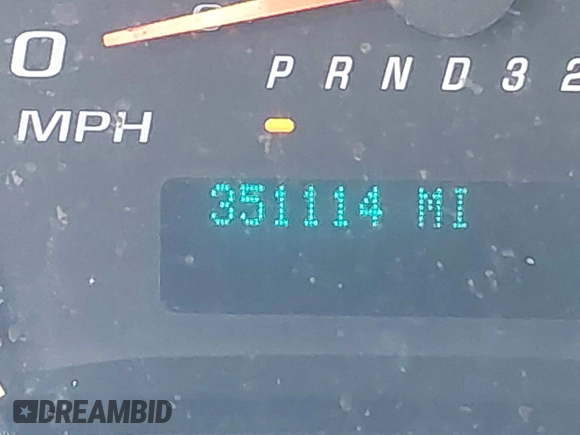 0
P R N D 3 2
MPH
351114 MI
DREAMBID